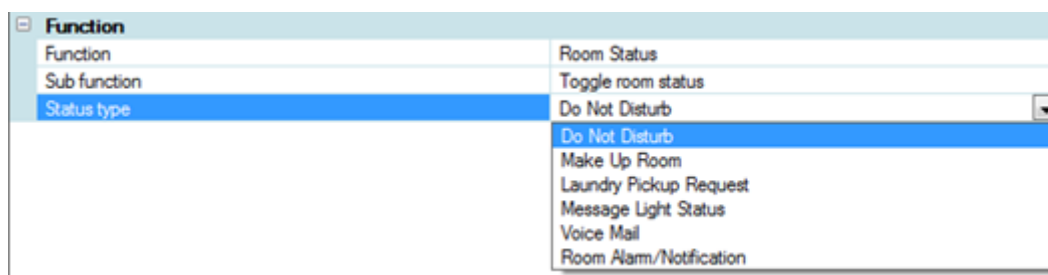 Function
Function Room Status
Sub function Toggle room status
Status type Do Not Disturb
Do Not Disturb
Make Up Room
Laundry Pickup Request
Message Light Status
Voice Mail
Room Alarm/Notification